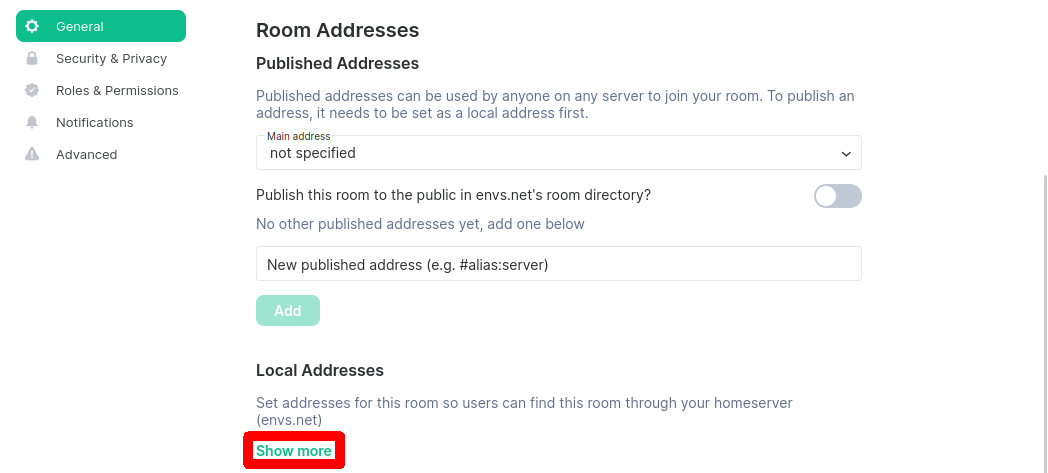 General
Security & Privacy
Roles & Permissions
Notifications
Advanced
Room Addresses
Published Addresses
Published addresses can be used by anyone on any server to join your room. To publish an
address, it needs to be set as a local address first.
Main address
not specified
Publish this room to the public in envs.net's room directory?
No other published addresses yet, add one below
New published address (e.g. #alias:server)
Add
Local Addresses
Set addresses for this room so users can find this room through your homeserver
(envs.net)
Show more